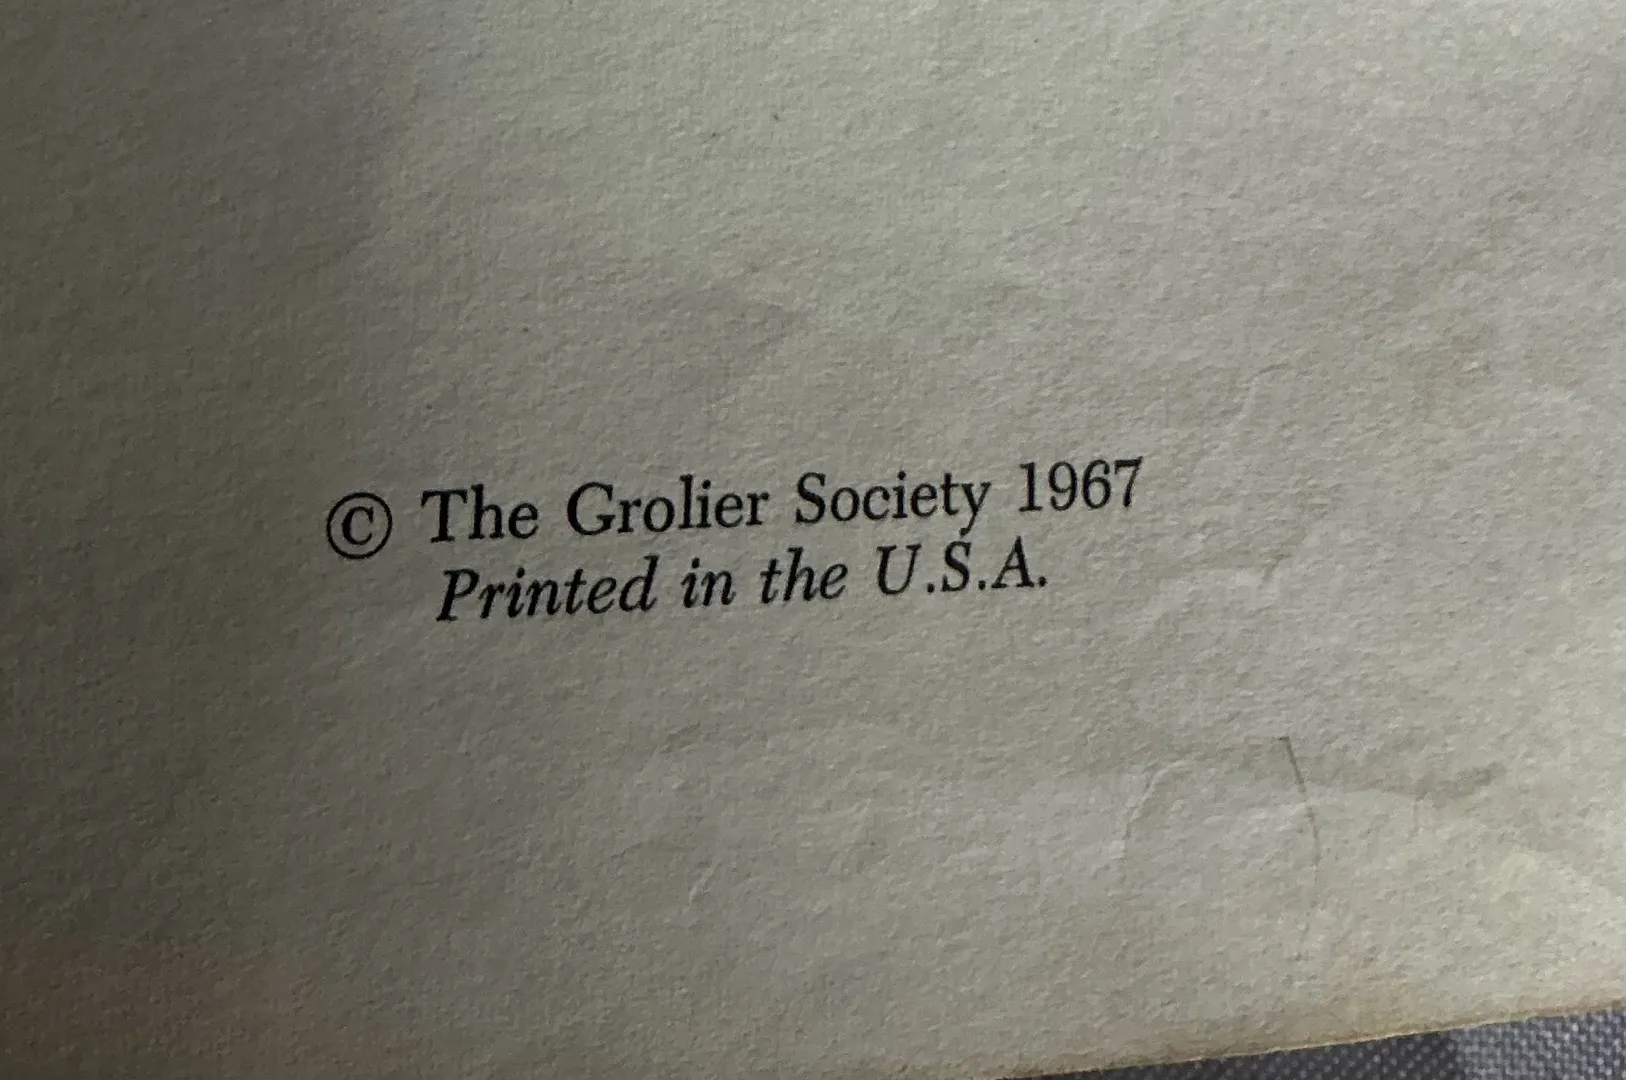 © The Grolier Society 1967
Printed in the U.S.A.